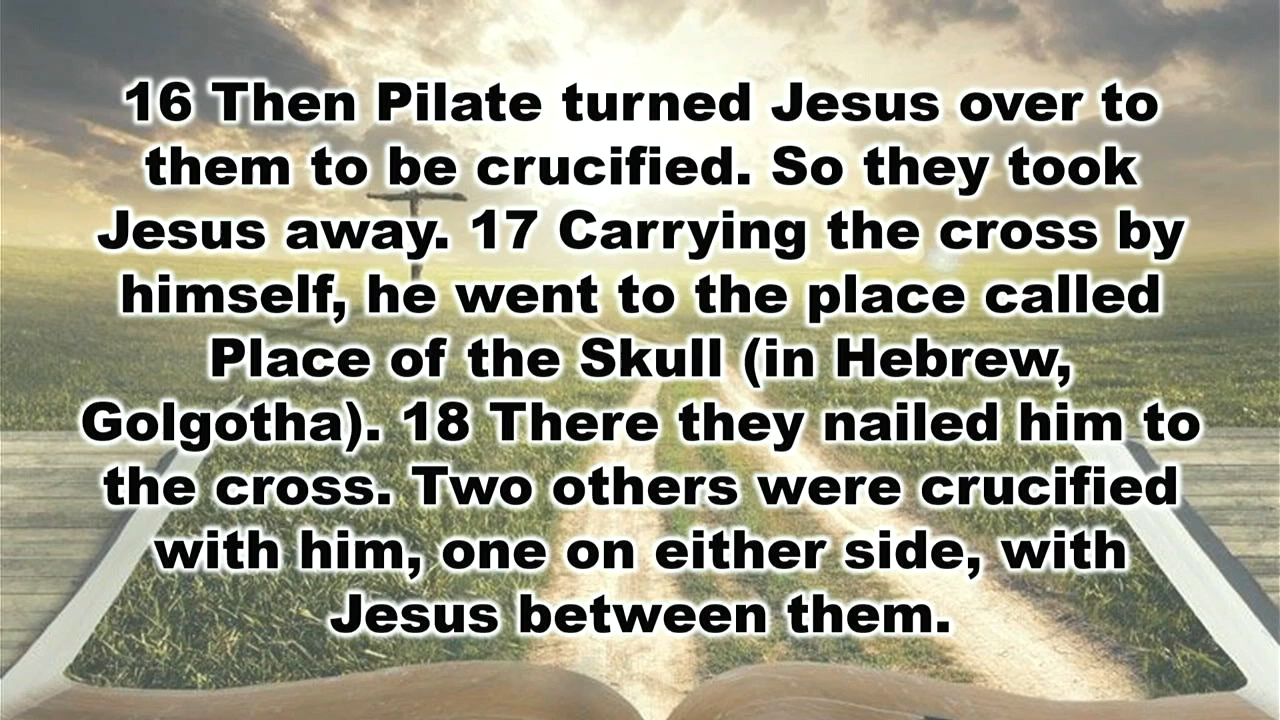 16 Then Pilate turned Jesus over to
them to be crucified. So they took
Jesus away. 17 Carrying the cross by
himself, he went to the place called
Place of the Skull (in Hebrew,
Golgotha). 18 There they nailed him to
the cross. Two others were crucified
with him, one on either side, with
Jesus between them.